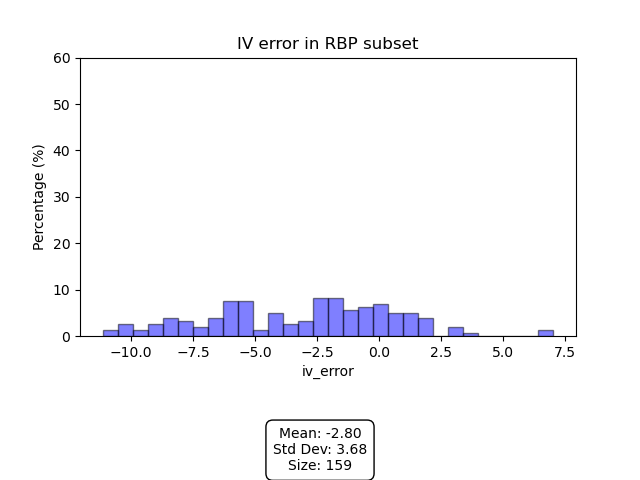 IV error in RBP subset
Percentage (%)
60
50
40
30
20
10
0
−10.0 −7.5 −5.0 −2.5 0.0 2.5 5.0 7.5
iv_error
Mean: -2.80
Std Dev: 3.68
Size: 159